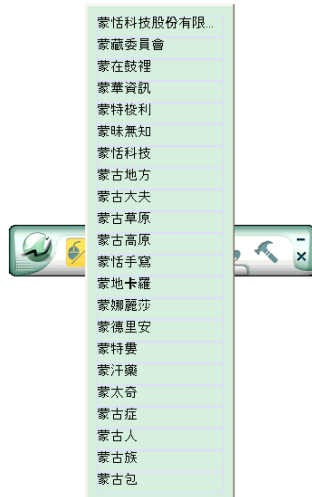 蒙恬科技股份有限...
蒙藏委員會
蒙在鼓裡
蒙華資訊
蒙特梭利
蒙昧無知
蒙恬科技
蒙古地方
蒙古大夫
蒙古草原
蒙古高原
蒙恬手寫
蒙地卡羅
蒙娜麗莎
蒙德里安
蒙特婁
蒙汗藥
蒙太奇
蒙古症
蒙古人
蒙古族
蒙古包